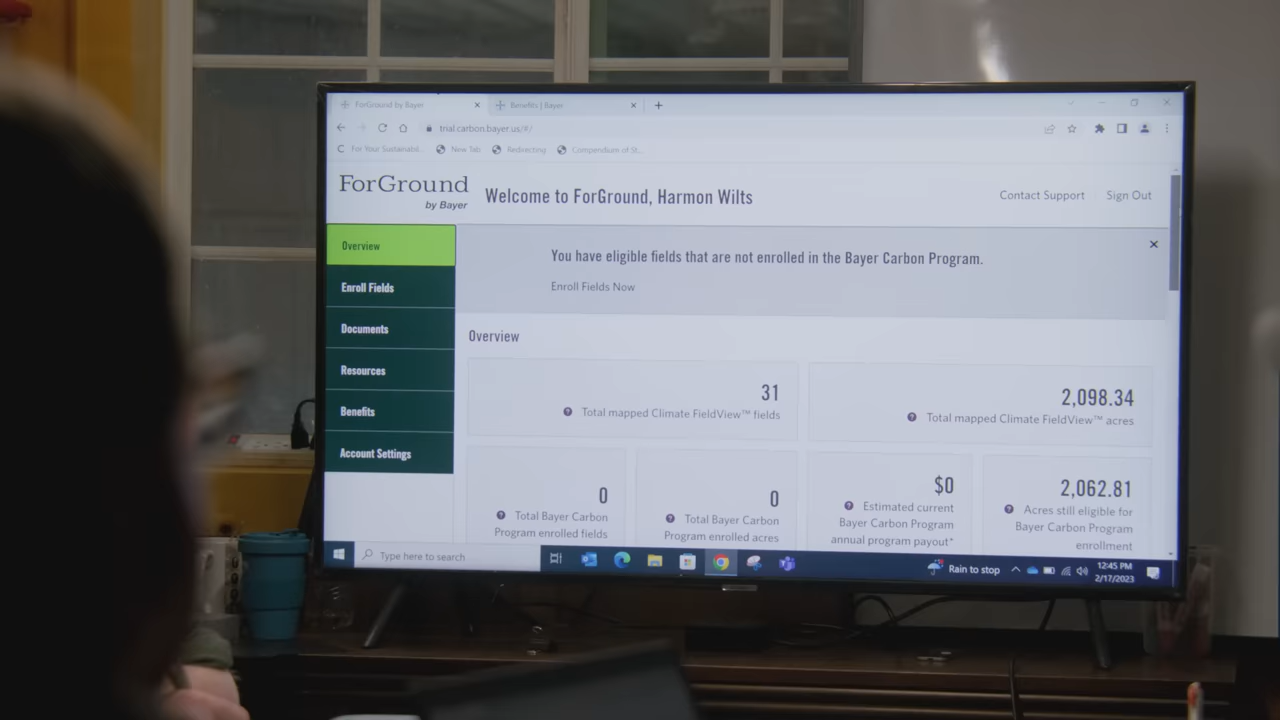 ForGround by Bayer
Benefits | Bayer
trial.carbon.bayer.us/#/
For Your Sustainabil...
New Tab
Redirecting
Compendium of St...
ForGround
by Bayer
Welcome to ForGround, Harmon Wilts
Contact Support
Sign Out
Overview
Enroll Fields
Documents
Resources
Benefits
Account Settings
You have eligible fields that are not enrolled in the Bayer Carbon Program.
Enroll Fields Now
Overview
31
Total mapped Climate FieldView™ fields
2,098.34
Total mapped Climate FieldView™ acres
0
Total Bayer Carbon
Program enrolled fields
0
Total Bayer Carbon
Program enrolled acres
$0
Estimated current
Bayer Carbon Program
annual program payout*
2,062.81
Acres still eligible for
Bayer Carbon Program
enrollment
Type here to search
Rain to stop
12:45 PM
2/17/2023